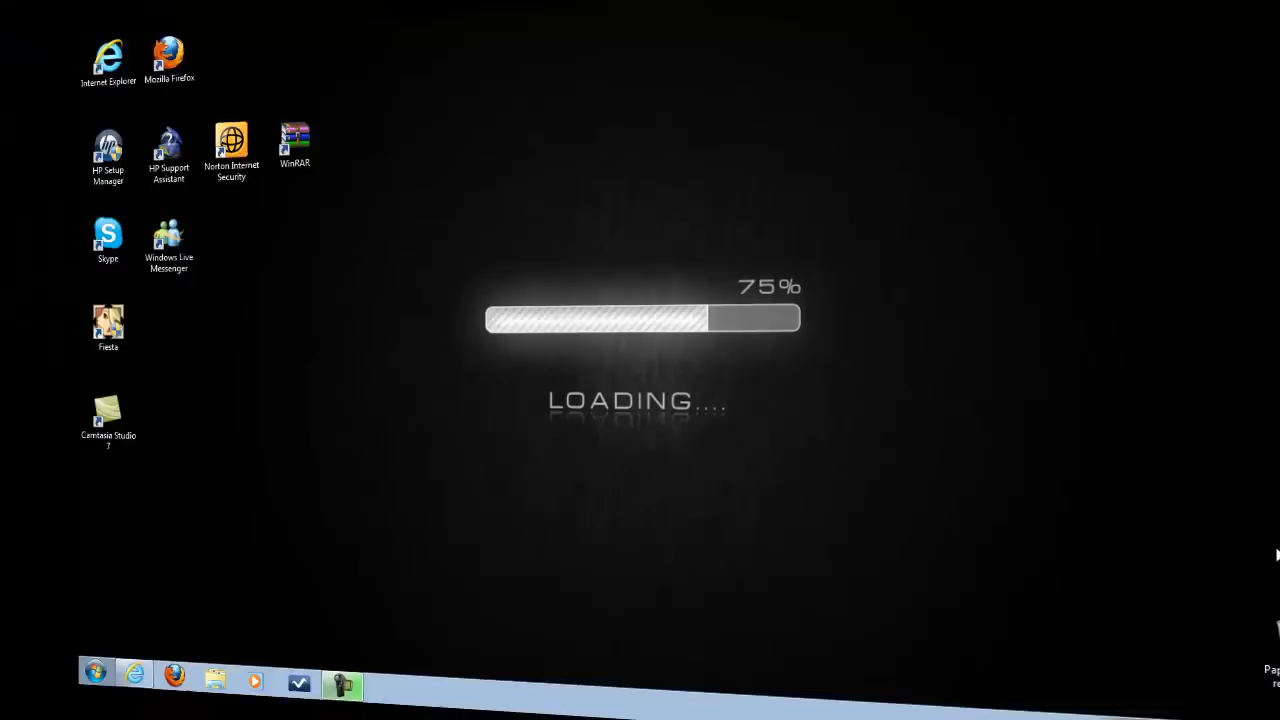 Internet Explorer
Mozilla Firefox
HP Setup
Manager
HP Support
Assistant
Norton Internet
Security
WinRAR
Skype
Windows Live
Messenger
75%
LOADING....
Fiesta
Camtasia Studio
7